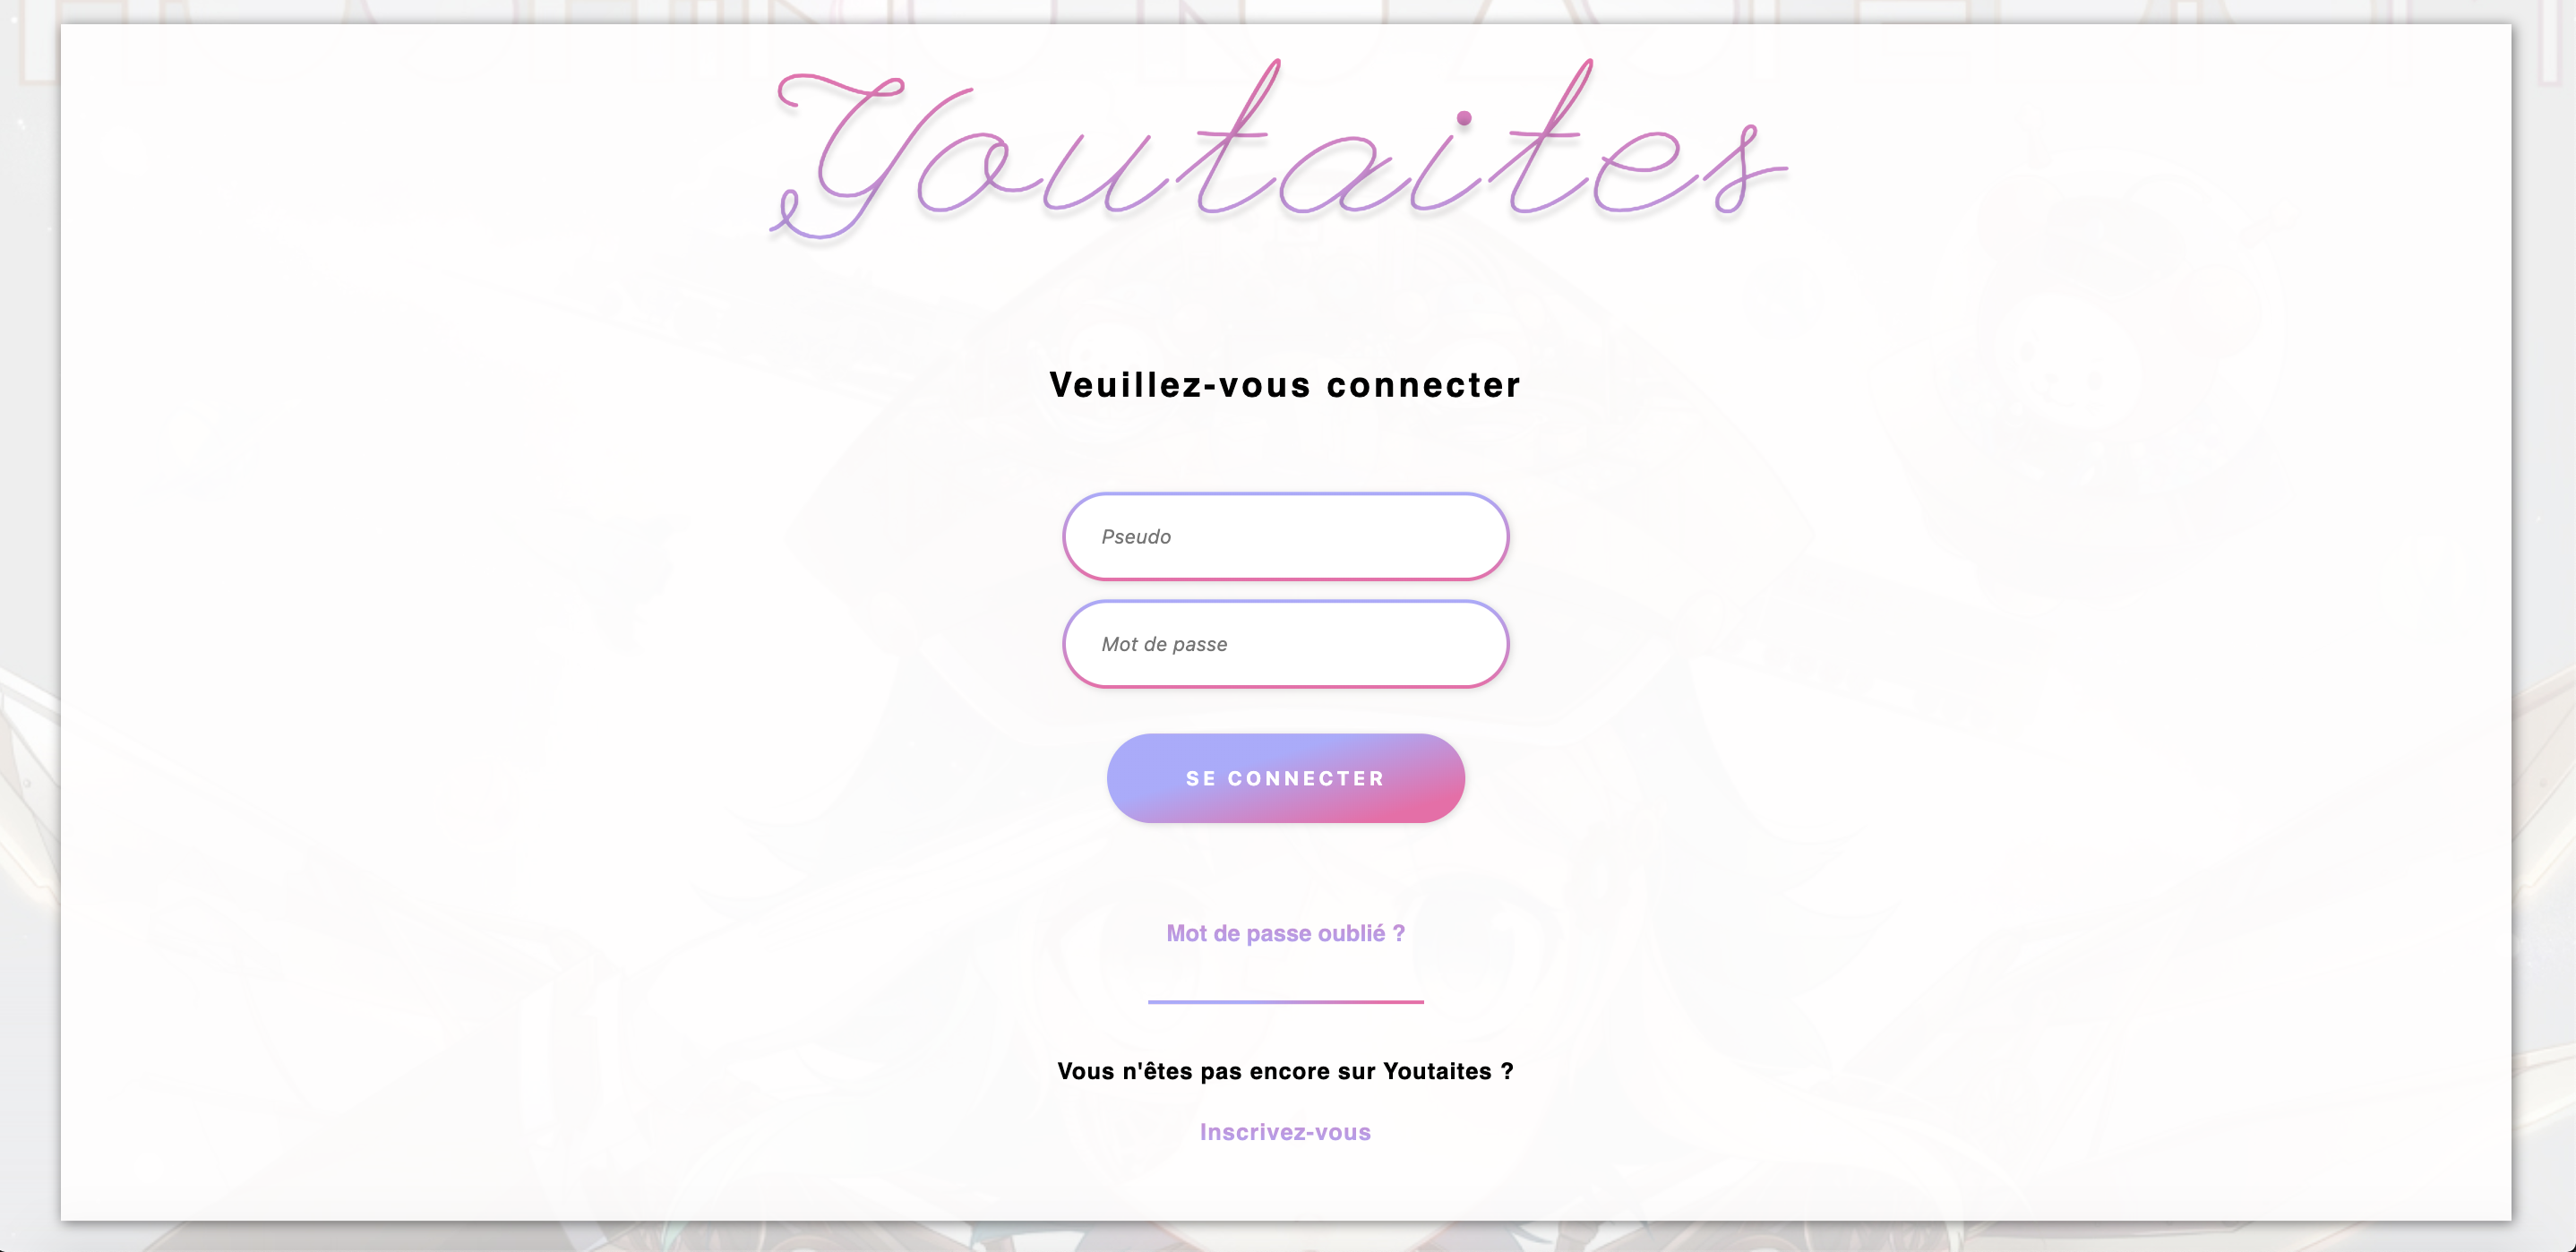 Youtaites
Veuillez-vous connecter
Pseudo
Mot de passe
SE CONNECTER
Mot de passe oublié ?
Vous n'êtes pas encore sur Youtaites ?
Inscrivez-vous